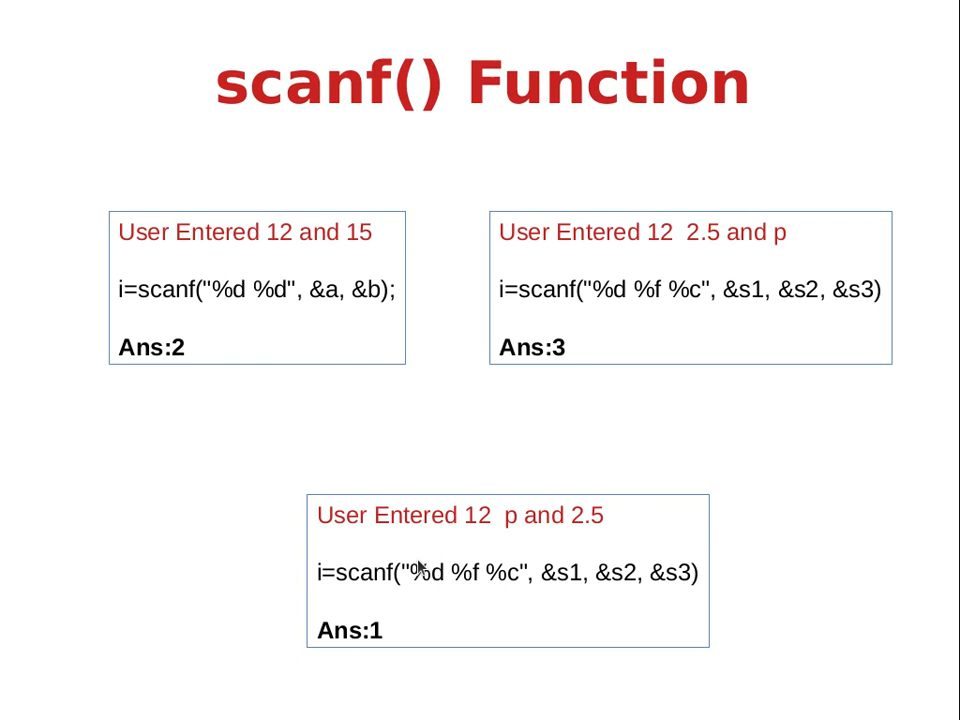 scanf() Function
User Entered 12 and 15
i=scanf("%d %d", &a, &b);
Ans:2
User Entered 12  2.5 and p
i=scanf("%d %f %c", &s1, &s2, &s3)
Ans:3
User Entered 12  p and 2.5
i=scanf("%d %f %c", &s1, &s2, &s3)
Ans:1